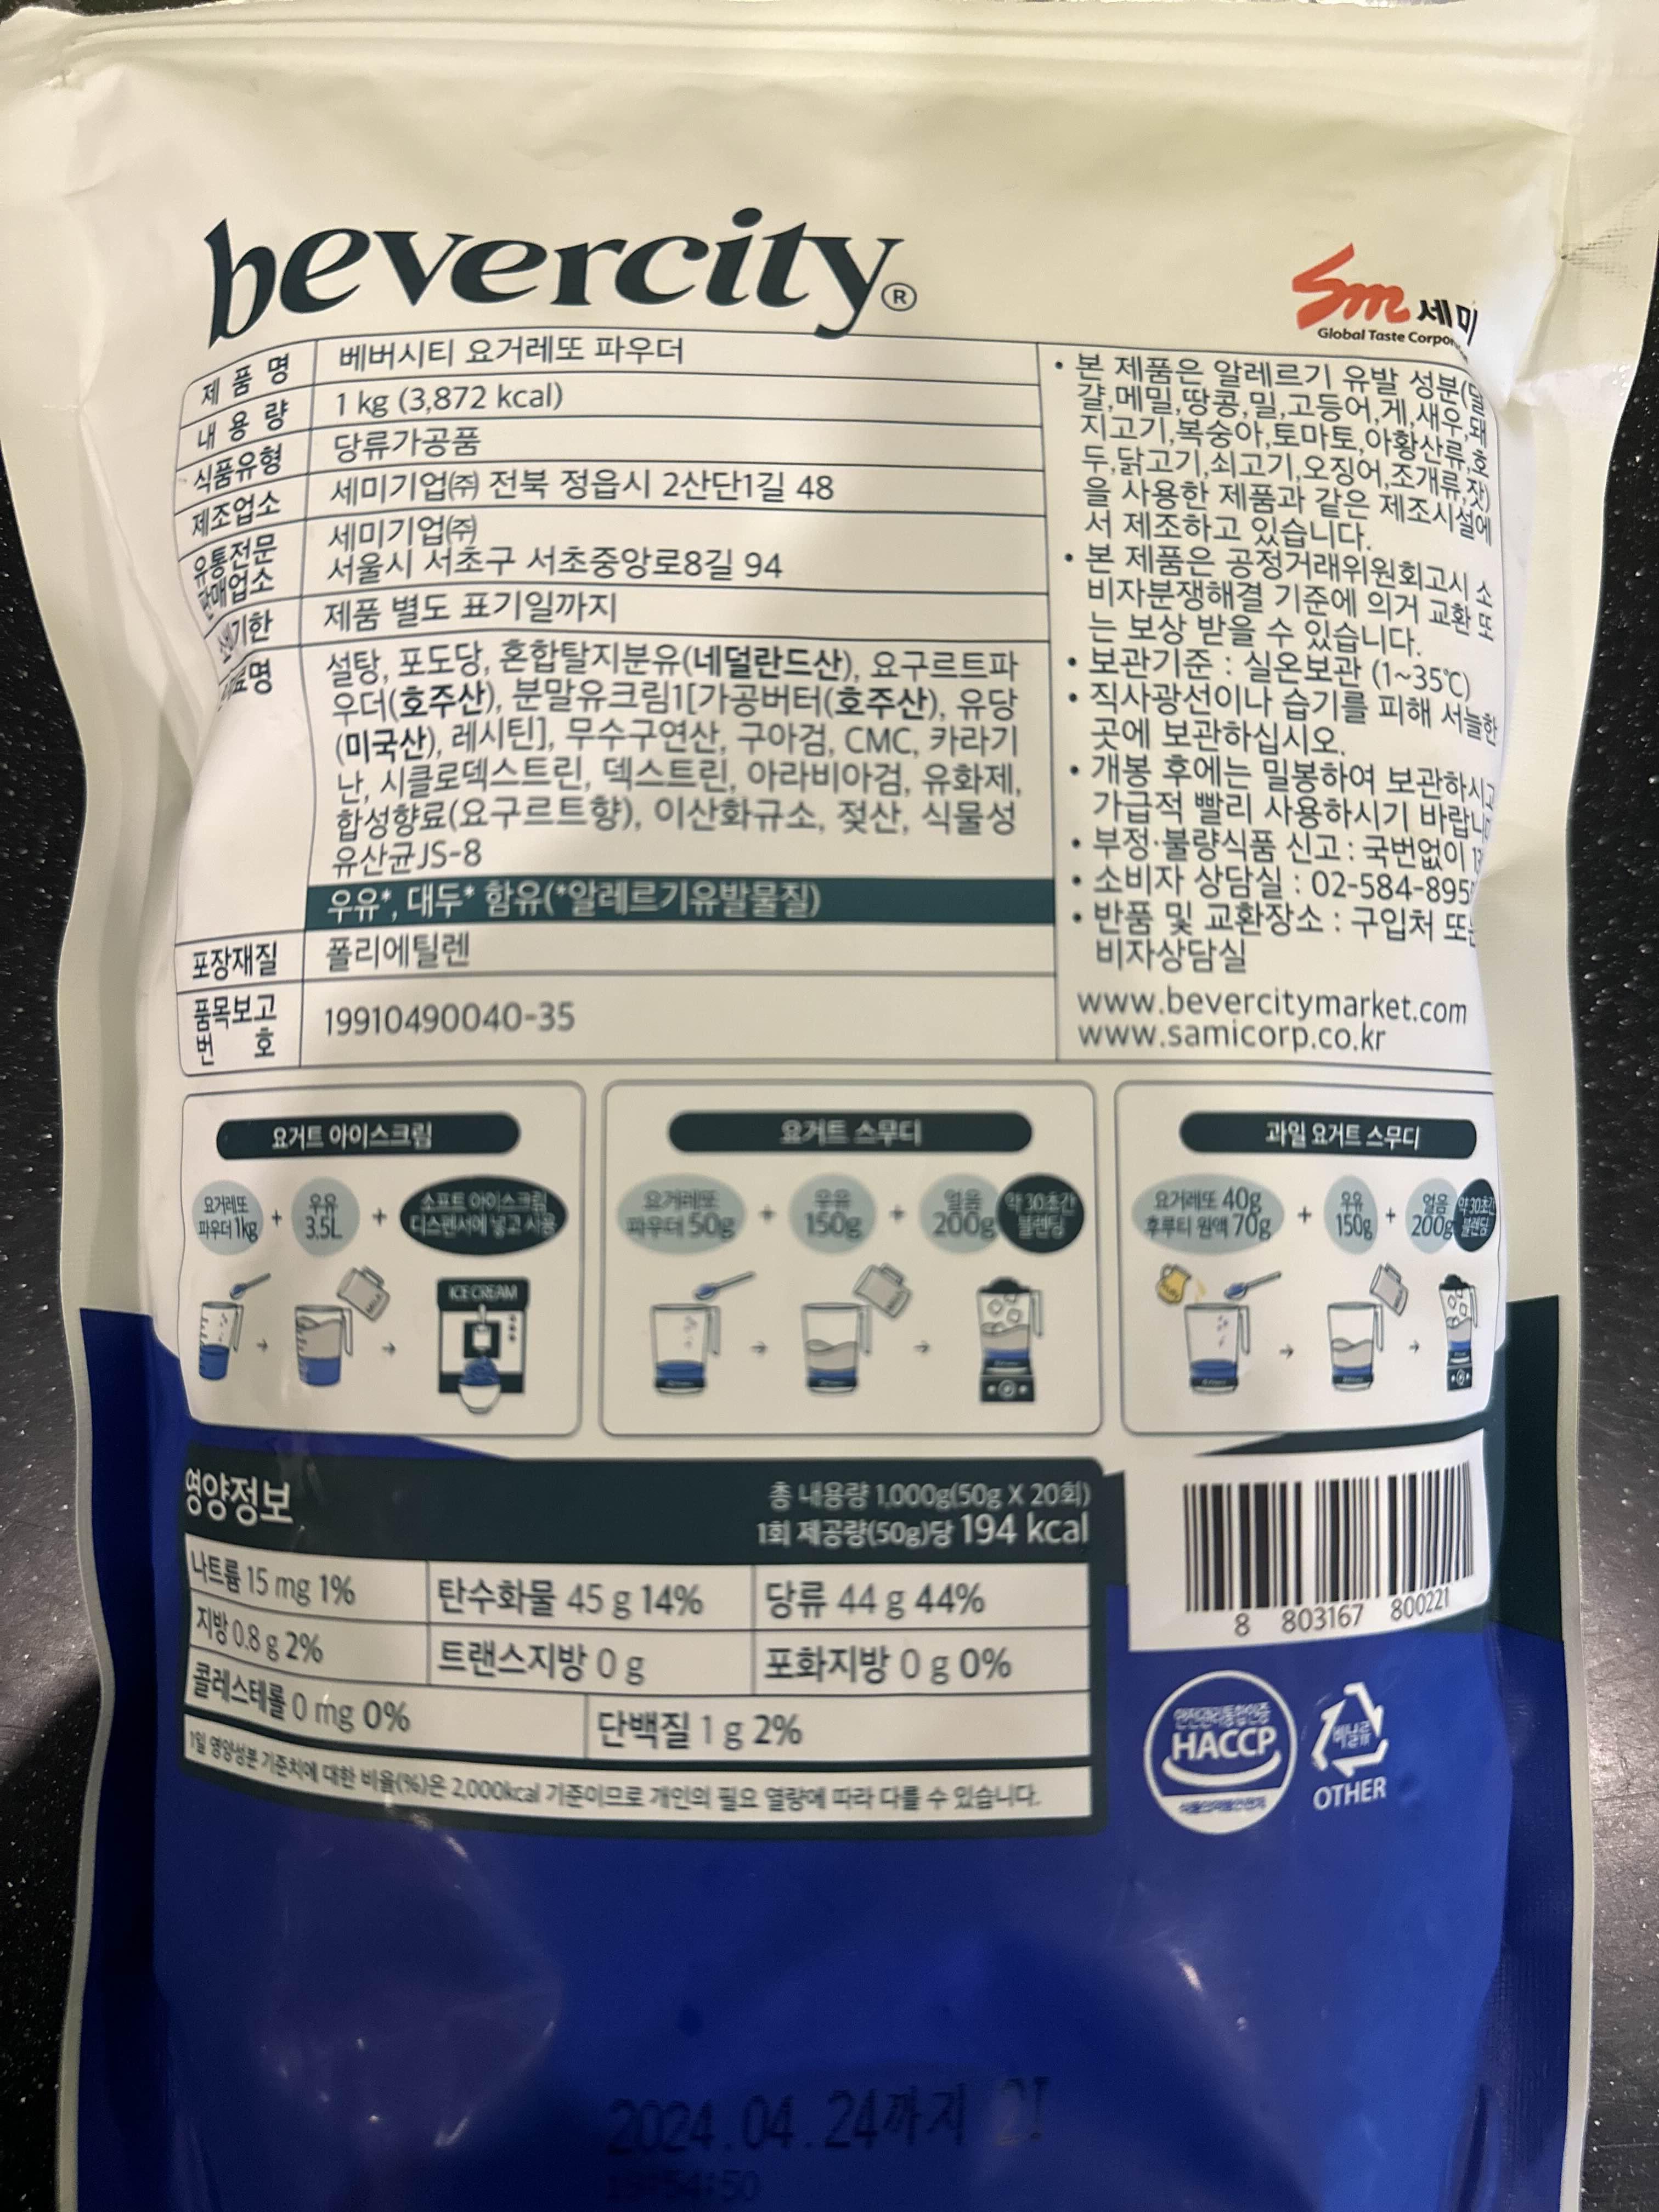 bevercity®
Sm 세미
Global Taste
제 품 명 베버시티 요거레또 파우더
내 용 량 1 kg (3,872 kcal)
식품유형 당류가공품
제조업소 세미기업㈜ 전북 정읍시 2산단1길 48
유통전문 세미기업㈜
판매업소 서울시 서초구 서초중앙로8길 94
제품 별도 표기일까지
설탕, 포도당, 혼합탈지분유(네덜란드산), 요구르트파
우더(호주산), 분말유크림1[가공버터(호주산), 유당
(미국산), 레시틴], 무수구연산, 구아검, CMC, 카라기
난, 시클로덱스트린, 덱스트린, 아라비아검, 유화제,
합성향료(요구르트향), 이산화규소, 젖산, 식물성
유산균JS-8
우유*, 대두* 함유(*알레르기유발물질)
포장재질 폴리에틸렌
품목보고
번 호 19910490040-35
• 본 제품은 알레르기 유발 성분(달
걀,메밀,땅콩,밀,고등어,게,새우,돼
지고기,복숭아,토마토,아황산류,호
두,닭고기,쇠고기,오징어,조개류,잣)
을 사용한 제품과 같은 제조시설에
서 제조하고 있습니다.
• 본 제품은 공정거래위원회고시 소
비자분쟁해결 기준에 의거 교환 또
는 보상 받을 수 있습니다.
• 보관기준 : 실온보관 (1~35℃)
• 직사광선이나 습기를 피해 서늘한
곳에 보관하십시오.
• 개봉 후에는 밀봉하여 보관하시고
가급적 빨리 사용하시기
• 부정·불량식품 신고 : 국번없이
• 소비자 상담실 : 02-584-895
• 반품 및 교환장소 : 구입처
비자상담실
www.bevercitymarket.com
www.samicorp.co.kr
요거트 아이스크림
요거레또
파우더 1kg
+
우유
3.5L
+
소프트 아이스크림
디스펜서에 넣고 사용
ICE CREAM
요거트 스무디
요거레또
파우더 50g
+
우유
150g
+
얼음
200g
약 30초간
블렌딩
과일 요거트 스무디
요거레또 40g
후루티 원액 70g
+
우유
150g
+
얼음
200g
약 30초간
블렌딩
영양정보
총 내용량 1,000g(50g X 20회)
1회 제공량(50g)당 194 kcal
나트륨 15 mg 1% 탄수화물 45 g 14% 당류 44 g 44%
지방 0.8 g 2% 트랜스지방 0 g 포화지방 0 g 0%
콜레스테롤 0 mg 0% 단백질 1 g 2%
1일 영양성분 기준치에 대한 비율(%)은 2,000kcal 기준이므로 개인의 필요 열량에 따라 다를 수 있습니다.
8 803167 800221
안전관리통합인증
HACCP
식품의약품안전처
비닐류
OTHER
2024.04.24까지